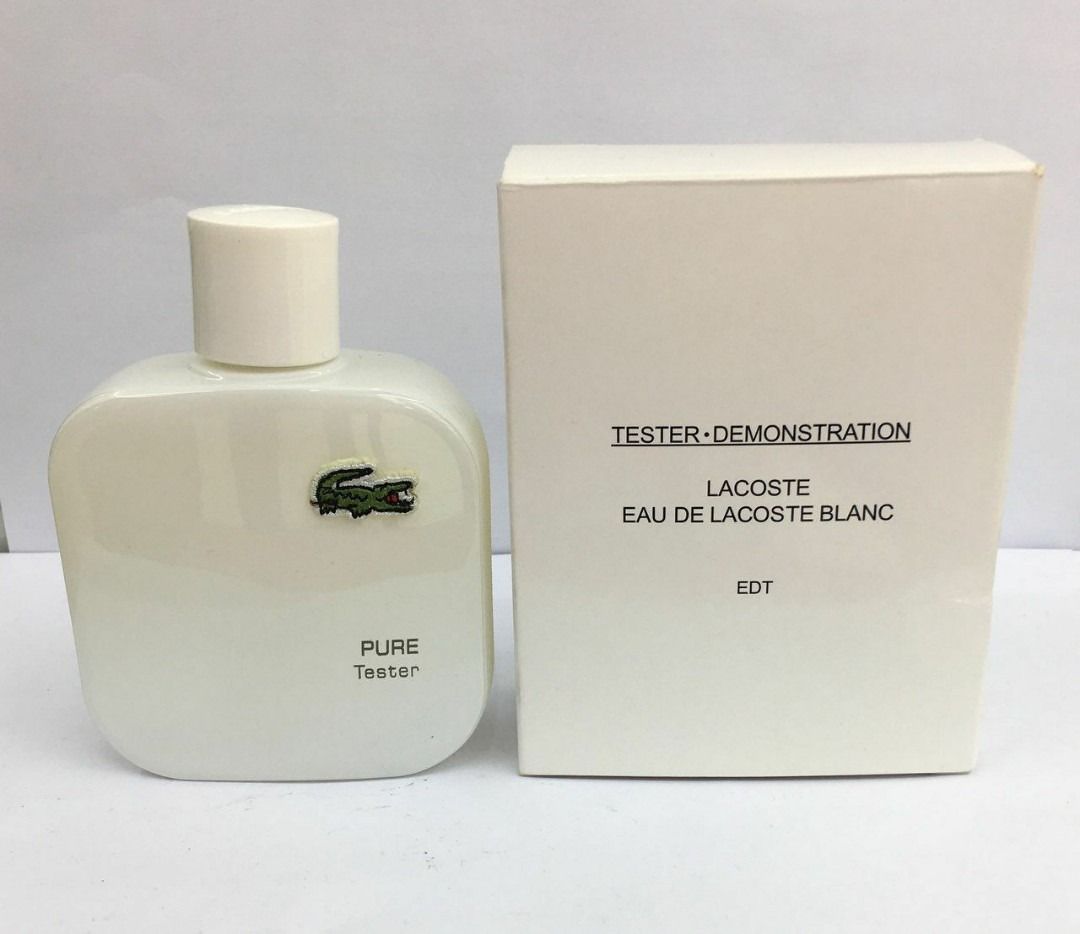 PURE
Tester
TESTER•DEMONSTRATION
LACOSTE
EAU DE LACOSTE BLANC
EDT